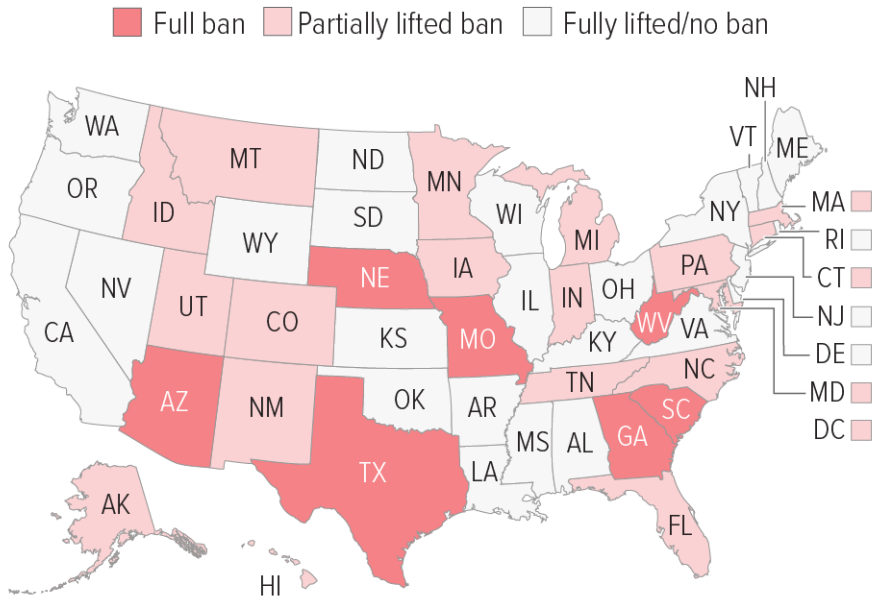 Full ban Partially lifted ban Fully lifted/no ban
NH
WA
VT
ME
MT
ND
MN
OR
ID
SD
WI
NY
MA
WY
MI
RI
IA
PA
CT
NE
NV
UT
CO
IL
IN
OH
NJ
CA
KS
MO
KY
WV
VA
DE
NC
TN
AZ
NM
OK
AR
SC
MD
MS
AL
GA
DC
TX
LA
AK
FL
HI